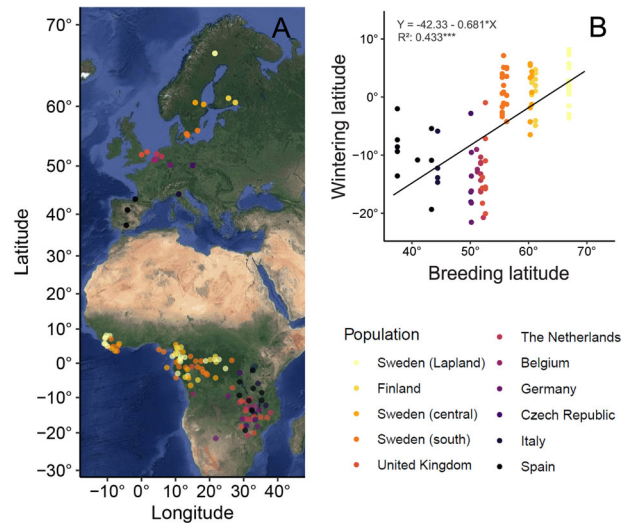 A
70°
60°
50°
40°
30°
20°
10°
0°
−10°
−20°
−30°
Latitude
−10° 0° 10° 20° 30° 40°
Longitude
B
Y = -42.33 - 0.681*X
R²: 0.433***
10°
0°
−10°
−20°
Wintering latitude
40° 50° 60° 70°
Breeding latitude
Population
Sweden (Lapland)
Finland
Sweden (central)
Sweden (south)
United Kingdom
The Netherlands
Belgium
Germany
Czech Republic
Italy
Spain